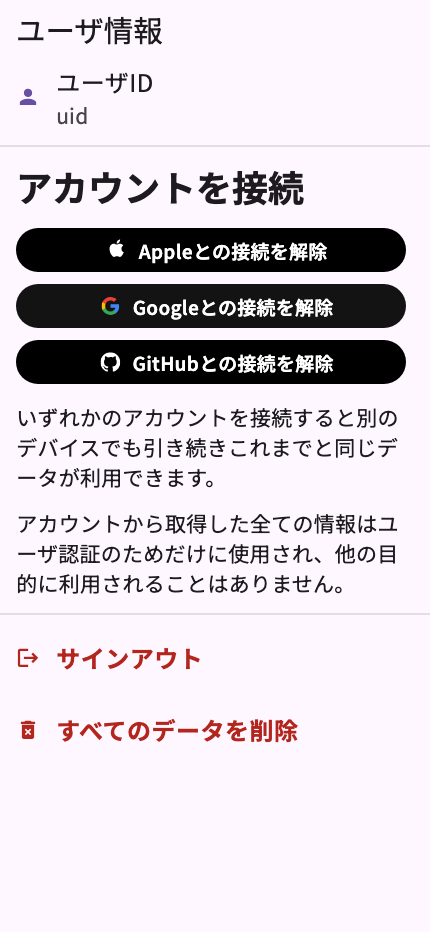 ユーザ情報
ユーザID
uid
アカウントを接続
Appleとの接続を解除
Googleとの接続を解除
GitHubとの接続を解除
いずれかのアカウントを接続すると別の
デバイスでも引き続きこれまでと同じデ
ータが利用できます。
アカウントから取得した全ての情報はユ
ーザ認証のためだけに使用され、他の目
的に利用されることはありません。
サインアウト
すべてのデータを削除